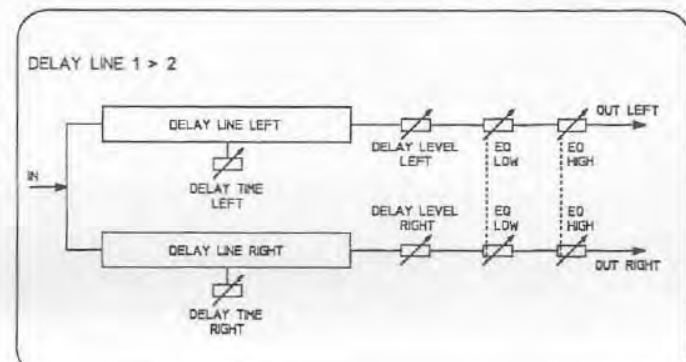 DELAY LINE 1 > 2
OUT LEFT
DELAY LINE LEFT
DELAY LEVEL
LEFT
EQ
LOW
EQ
HIGH
DELAY TIME
LEFT
IN
DELAY LEVEL
RIGHT
EQ
LOW
EQ
HIGH
DELAY LINE RIGHT
OUT RIGHT
DELAY TIME
RIGHT